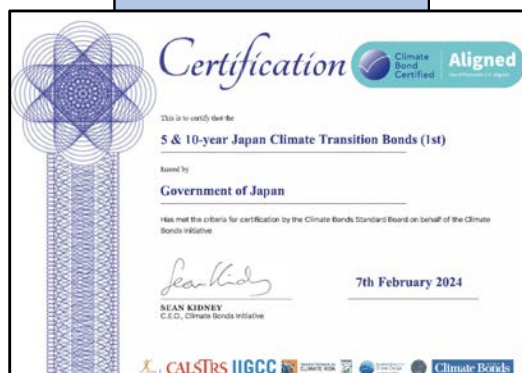 Certification
Climate
Bond
Certified
Aligned
This is to certify that the
5 & 10-year Japan Climate Transition Bonds (1st)
Issued by
Government of Japan
Has met the criteria for certification by the Climate Bonds Standard Board on behalf of the Climate
Bonds Initiative
7th February 2024
SEAN KIDNEY
C.E.O., Climate Bonds Initiative
CALSTRS IIGCC
CLIMATE RISK
Climate Bonds